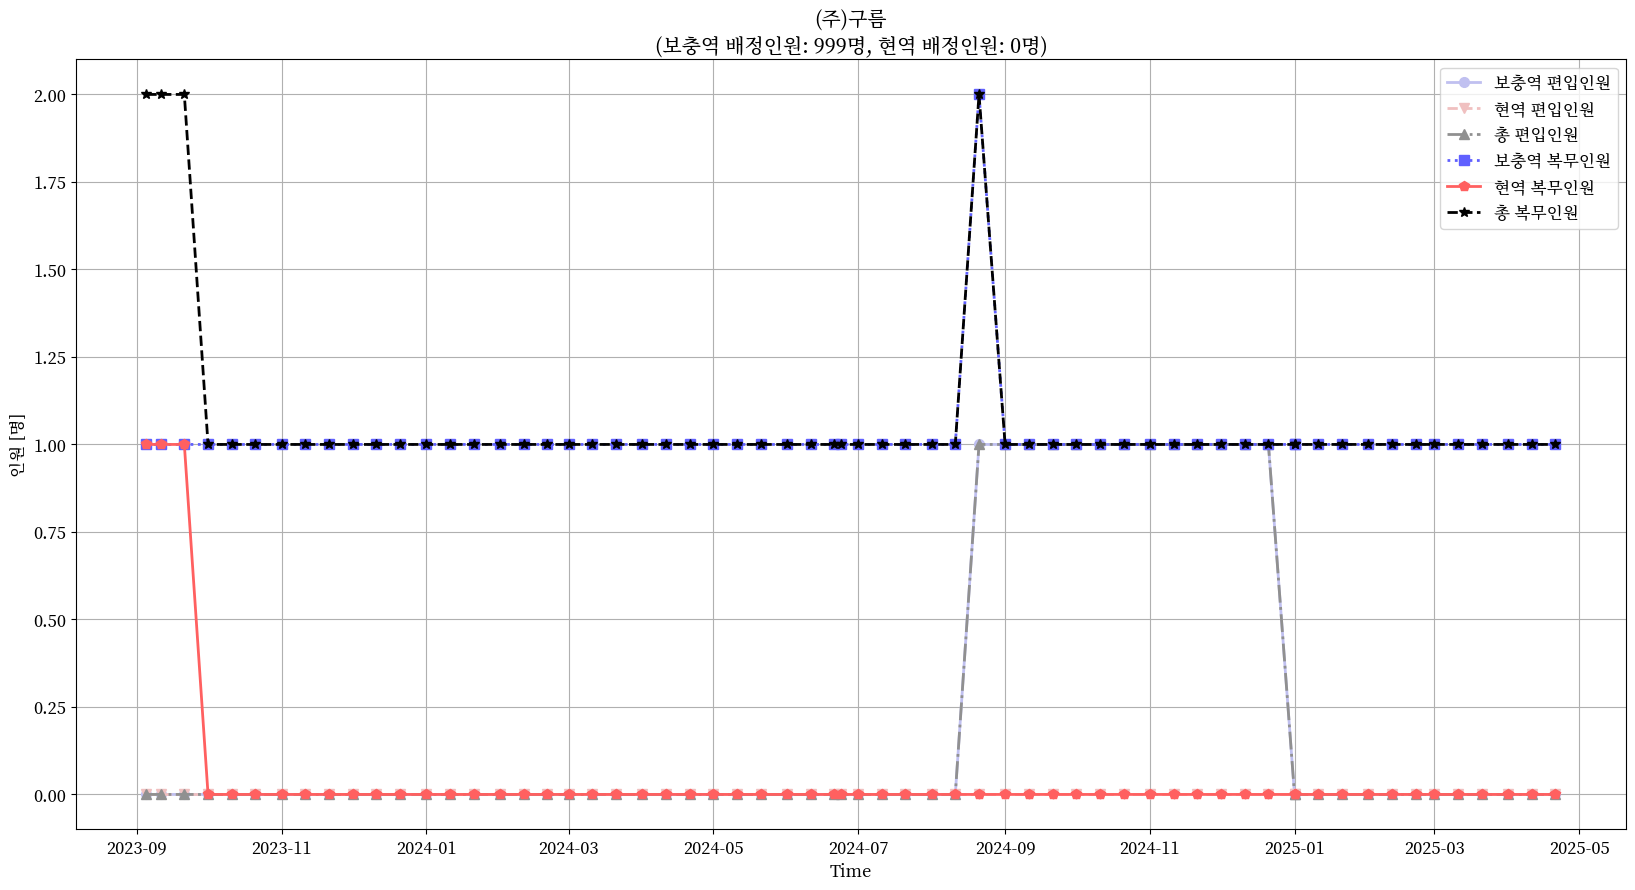 (주)구름
(보충역 배정인원: 999명, 현역 배정인원: 0명)
보충역 편입인원
현역 편입인원
총 편입인원
보충역 복무인원
현역 복무인원
총 복무인원
인원 [명]
2.00
1.75
1.50
1.25
1.00
0.75
0.50
0.25
0.00
2023-09
2023-11
2024-01
2024-03
2024-05
2024-07
2024-09
2024-11
2025-01
2025-03
2025-05
Time